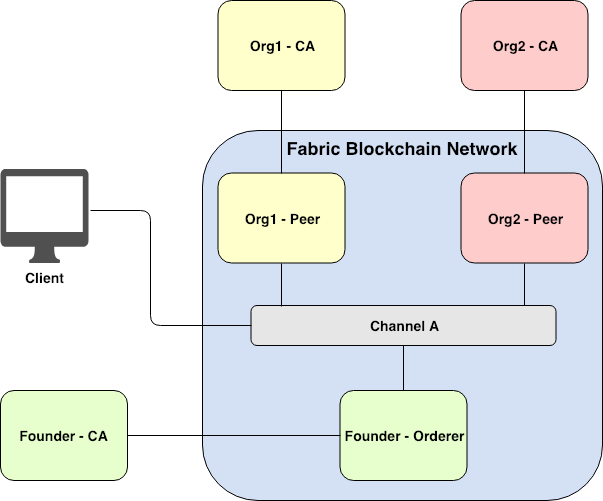 Org1 - CA
Org2 - CA
Fabric Blockchain Network
Org1 - Peer
Org2 - Peer
Client
Channel A
Founder - CA
Founder - Orderer